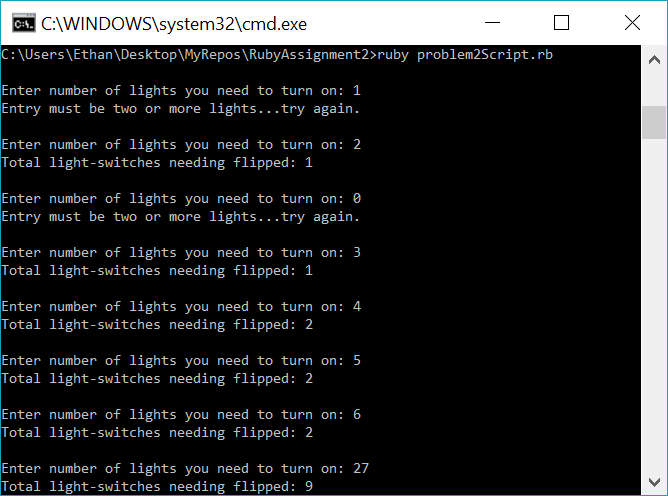 C:\WINDOWS\system32\cmd.exe
C:\Users\Ethan\Desktop\MyRepos\RubyAssignment2>ruby problem2Script.rb
Enter number of lights you need to turn on: 1
Entry must be two or more lights...try again.
Enter number of lights you need to turn on: 2
Total light-switches needing flipped: 1
Enter number of lights you need to turn on: 0
Entry must be two or more lights...try again.
Enter number of lights you need to turn on: 3
Total light-switches needing flipped: 1
Enter number of lights you need to turn on: 4
Total light-switches needing flipped: 2
Enter number of lights you need to turn on: 5
Total light-switches needing flipped: 2
Enter number of lights you need to turn on: 6
Total light-switches needing flipped: 2
Enter number of lights you need to turn on: 27
Total light-switches needing flipped: 9